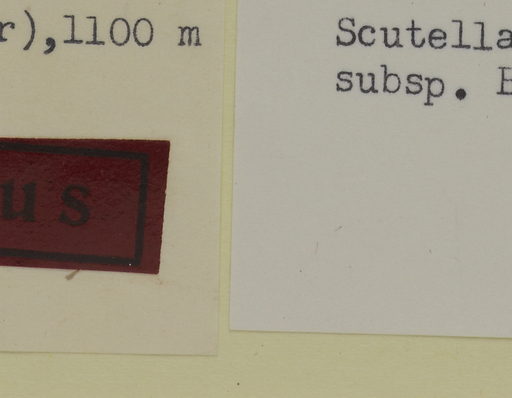 r),1100 m
us
Scutella
subsp.